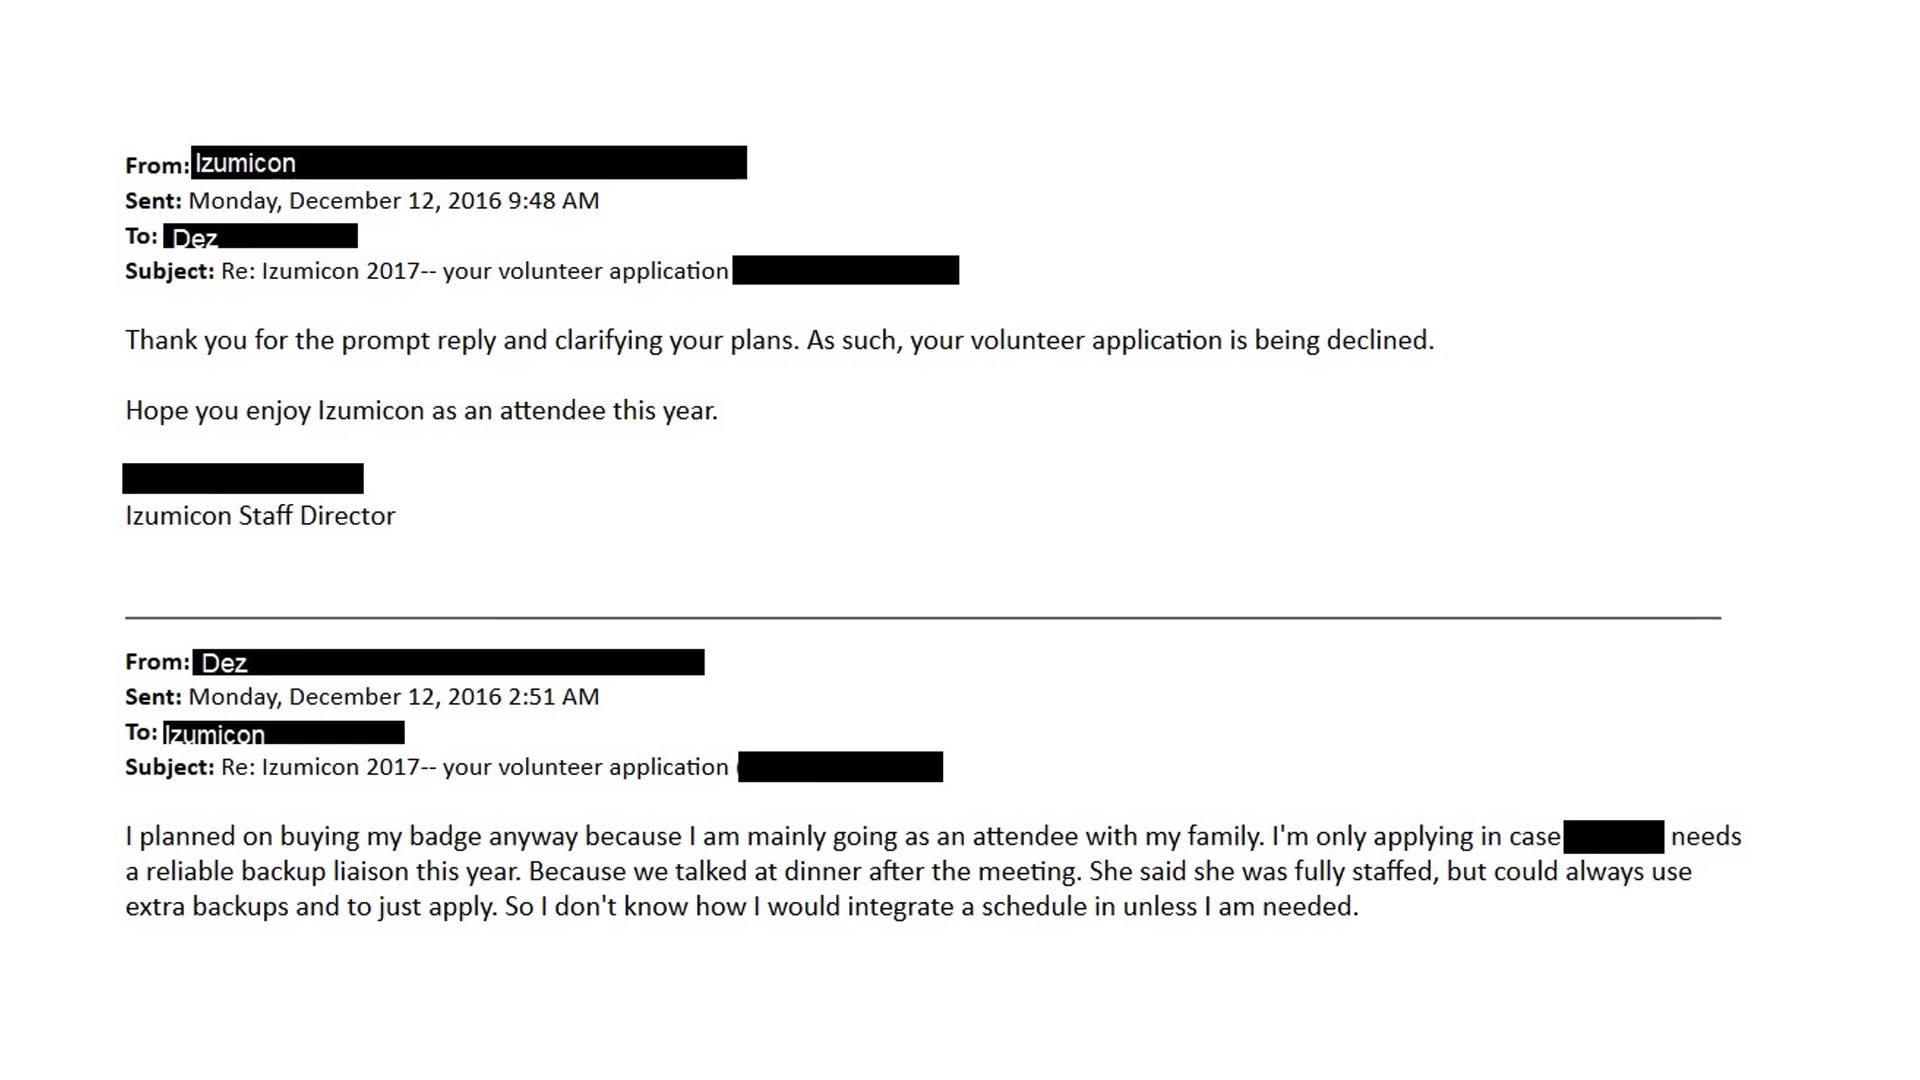 From: Izumicon
Sent: Monday, December 12, 2016 9:48 AM
To: Dez
Subject: Re: Izumicon 2017-- your volunteer application
Thank you for the prompt reply and clarifying your plans. As such, your volunteer application is being declined.
Hope you enjoy Izumicon as an attendee this year.
Izumicon Staff Director
From: Dez
Sent: Monday, December 12, 2016 2:51 AM
To: Izumicon
Subject: Re: Izumicon 2017-- your volunteer application
I planned on buying my badge anyway because I am mainly going as an attendee with my family. I'm only applying in case needs
a reliable backup liaison this year. Because we talked at dinner after the meeting. She said she was fully staffed, but could always use
extra backups and to just apply. So I don't know how I would integrate a schedule in unless I am needed.